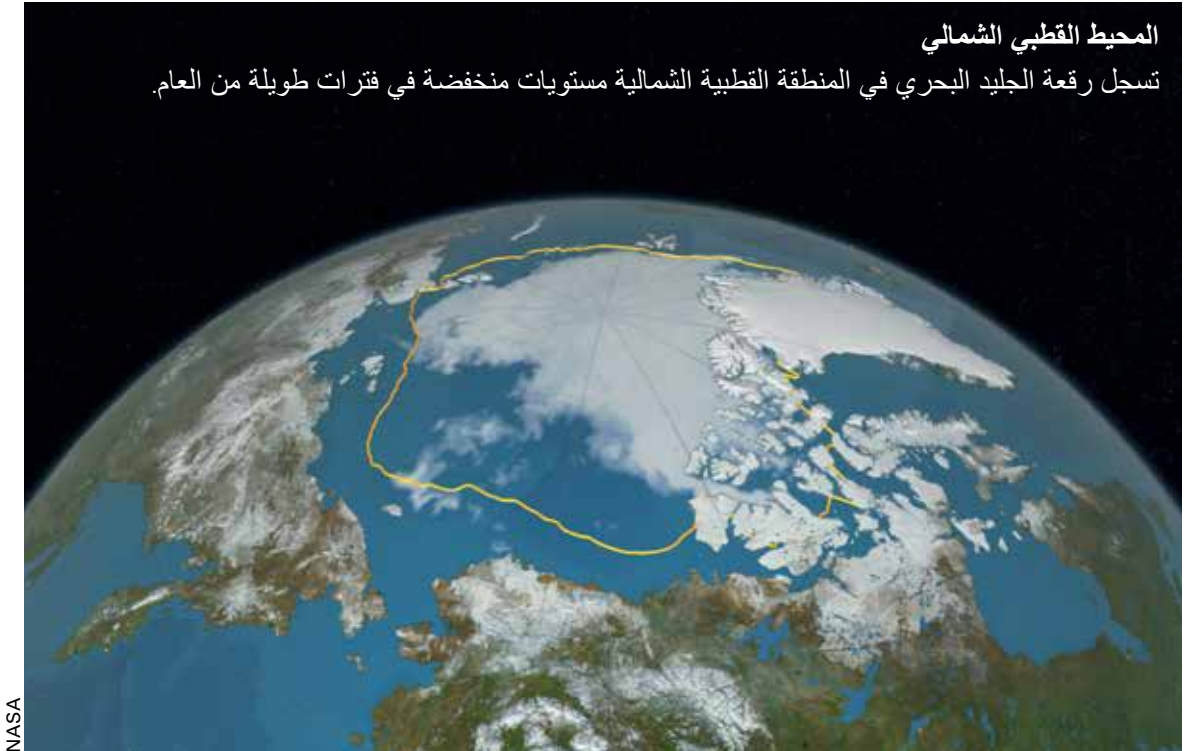 المحيط القطبي الشمالي
تسجل رقعة الجليد البحري في المنطقة القطبية الشمالية مستويات منخفضة في فترات طويلة من العام.
NASA